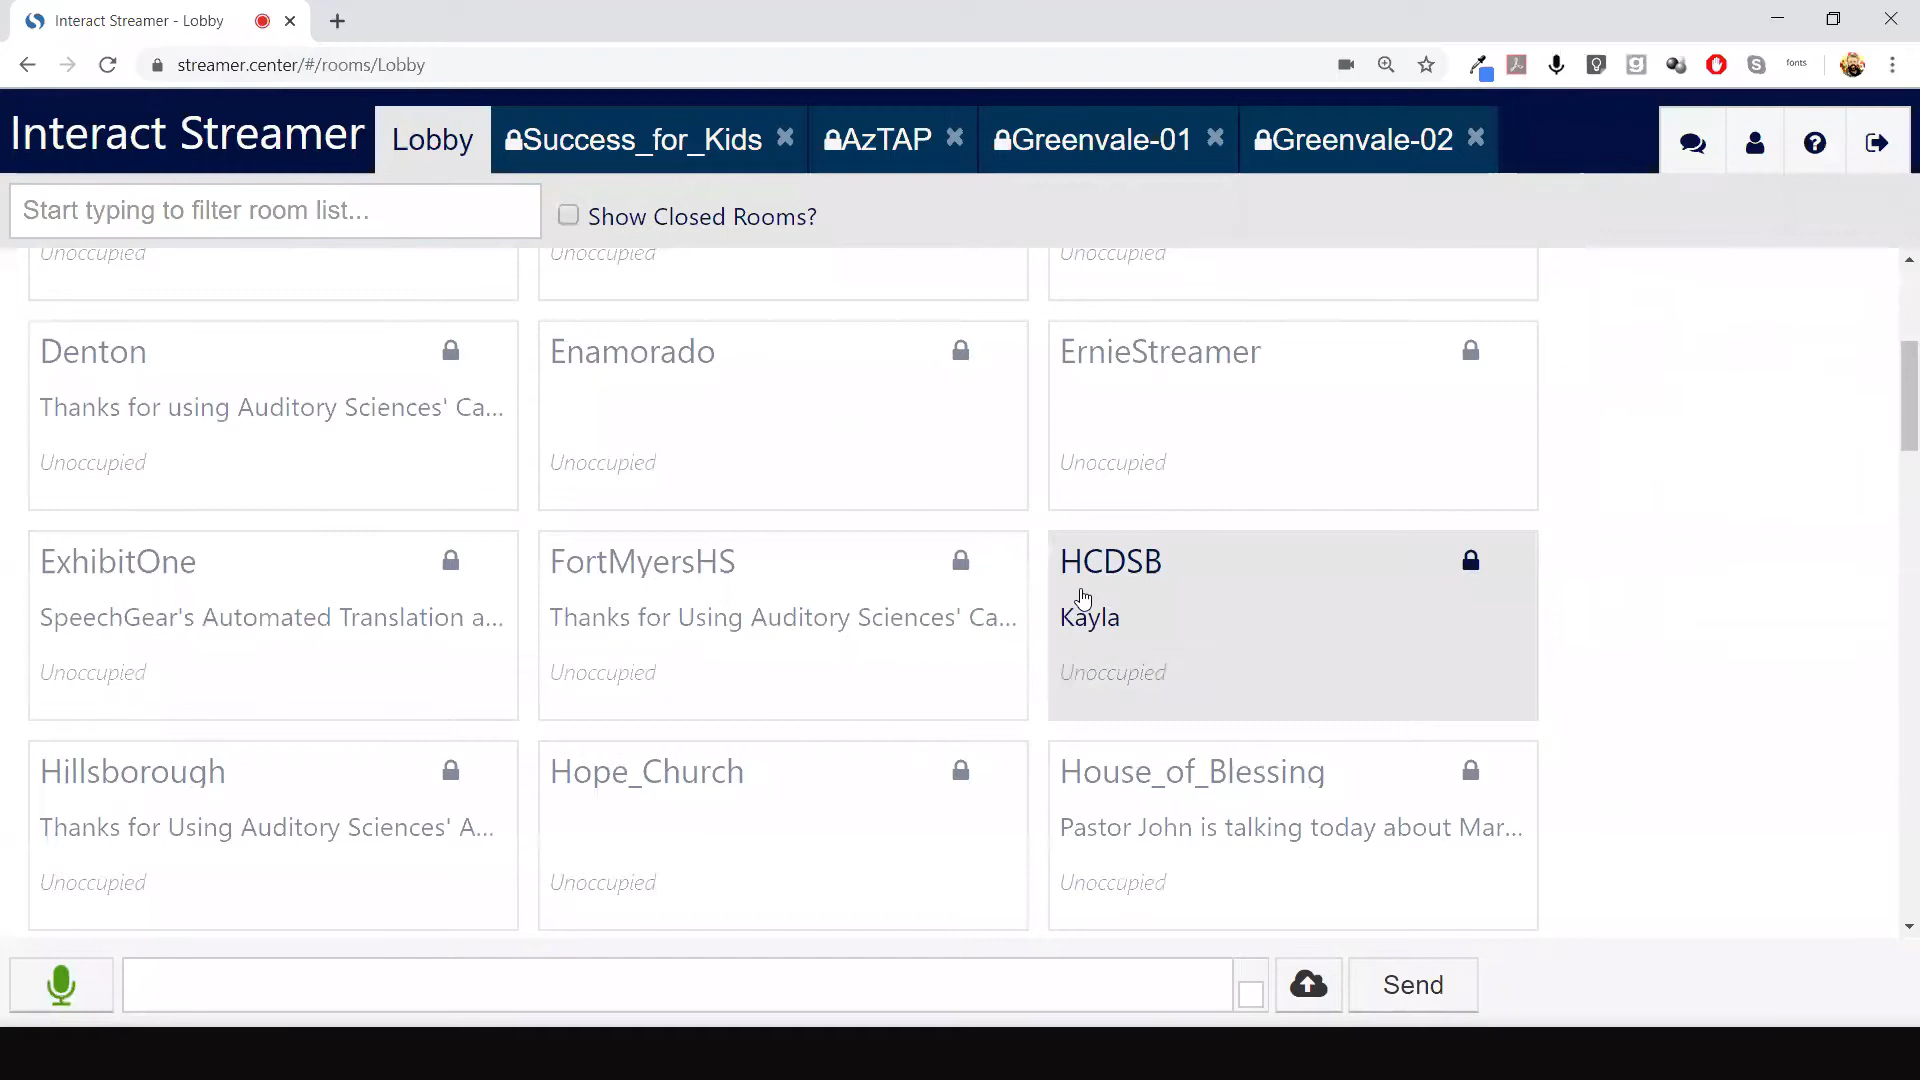 Interact Streamer - Lobby
streamer.center/#/rooms/Lobby
fonts
Interact Streamer
Lobby
Success_for_Kids
AzTAP
Greenvale-01
Greenvale-02
Start typing to filter room list...
Show Closed Rooms?
Unoccupied
Unoccupied
Unoccupied
Denton
Thanks for using Auditory Sciences' Ca...
Unoccupied
Enamorado
Unoccupied
ErnieStreamer
Unoccupied
ExhibitOne
SpeechGear's Automated Translation a...
Unoccupied
FortMyersHS
Thanks for Using Auditory Sciences' Ca...
Unoccupied
HCDSB
Kayla
Unoccupied
Hillsborough
Thanks for Using Auditory Sciences' A...
Unoccupied
Hope_Church
Unoccupied
House_of_Blessing
Pastor John is talking today about Mar...
Unoccupied
Send